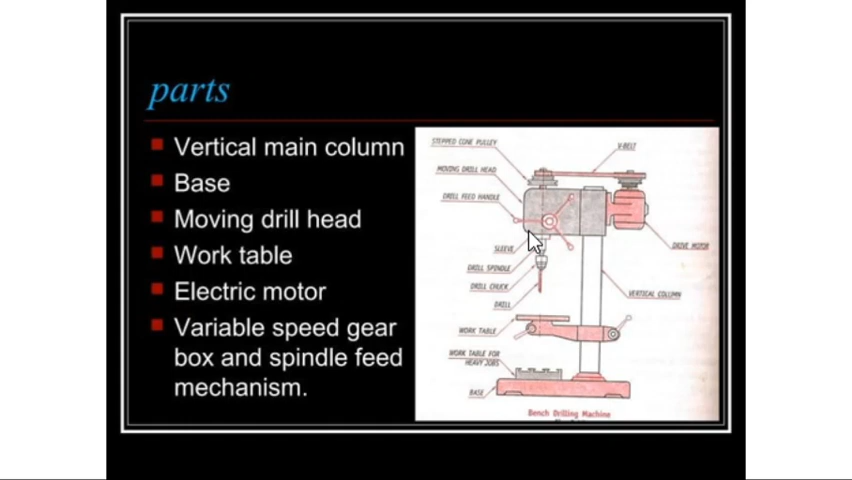 parts
Vertical main column
Base
Moving drill head
Work table
Electric motor
Variable speed gear
box and spindle feed
mechanism.
STEPPED CONE PULLEY
V-BELT
MOVING DRILL HEAD
DRILL FEED HANDLE
SLEEVE
DRIVE MOTOR
DRILL SPINDLE
DRILL CHUCK
VERTICAL COLUMN
DRILL
WORK TABLE
WORK TABLE FOR
HEAVY JOBS
BASE
Bench Drilling Machine